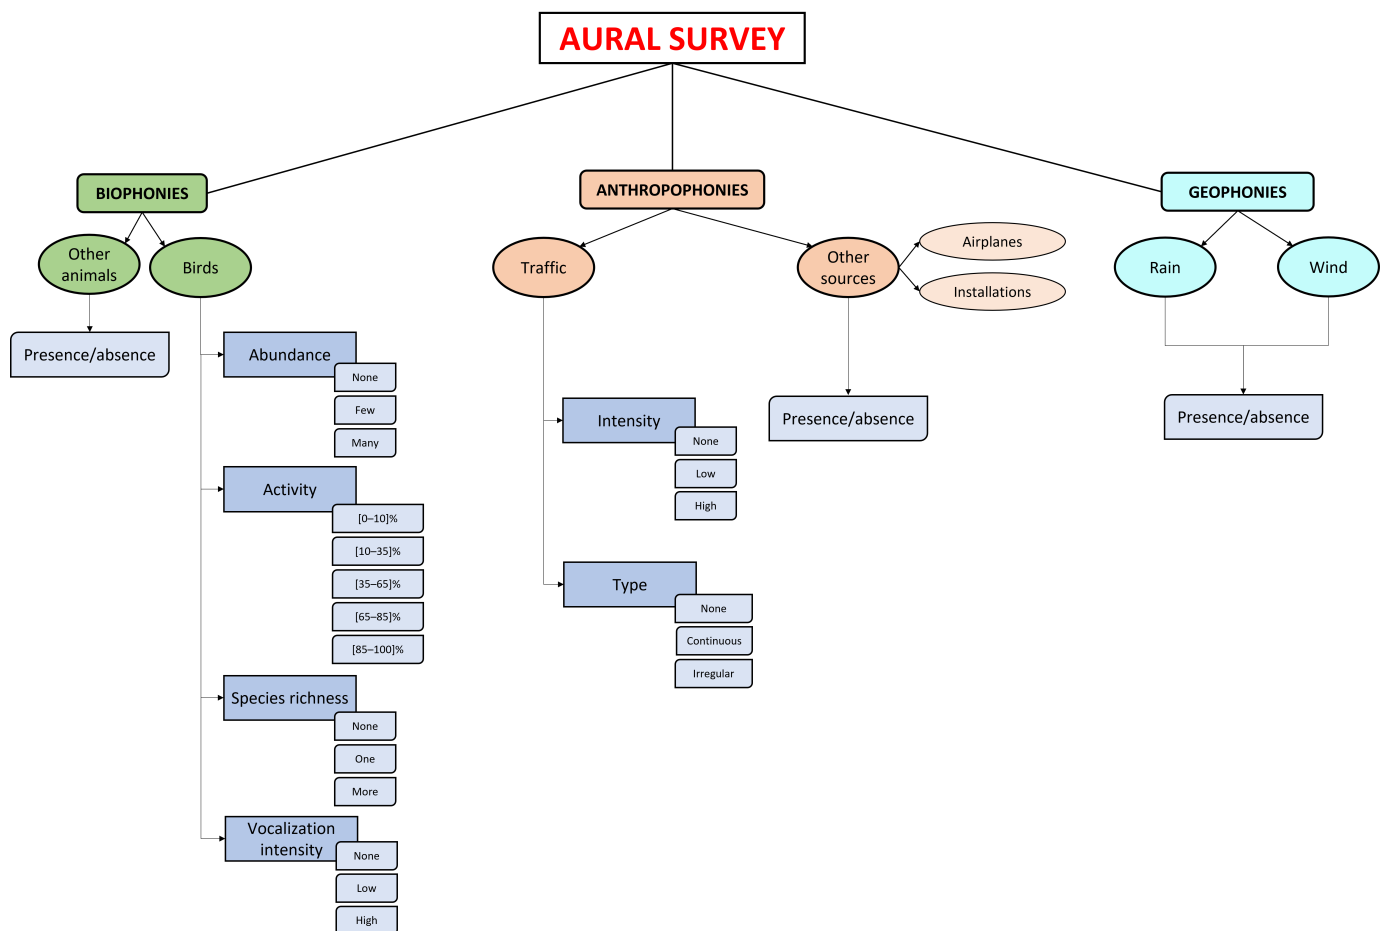 AURAL SURVEY
BIOPHONIES
ANTHROPOPHONIES
GEOPHONIES
Other
animals
Birds
Traffic
Other
sources
Airplanes
Installations
Rain
Wind
Presence/absence
Abundance
None
Few
Many
Activity
[0–10]%
[10–35]%
[35–65]%
[65–85]%
[85–100]%
Species richness
None
One
More
Vocalization
intensity
None
Low
High
Intensity
None
Low
High
Type
None
Continuous
Irregular
Presence/absence
Presence/absence